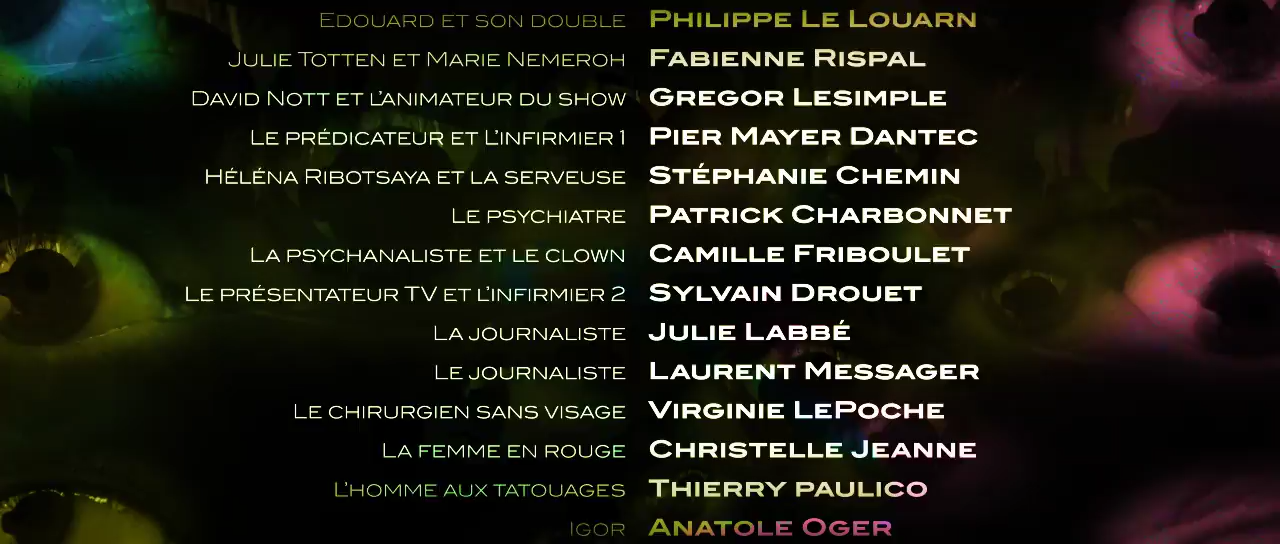 Edouard et son double Philippe Le Louarn
Julie Totten et Marie Nemeroh Fabienne Rispal
David Nott et l'animateur du show Gregor Lesimple
Le prédicateur et l'infirmier 1 Pier Mayer Dantec
Héléna Ribotsaya et la serveuse Stéphanie Chemin
Le psychiatre Patrick Charbonnet
La psychanaliste et le clown Camille Friboulet
Le présentateur TV et l'infirmier 2 Sylvain Drouet
La journaliste Julie Labbé
Le journaliste Laurent Messager
Le chirurgien sans visage Virginie LePoche
La femme en rouge Christelle Jeanne
L'homme aux tatouages Thierry Paulico
Igor Anatole Oger